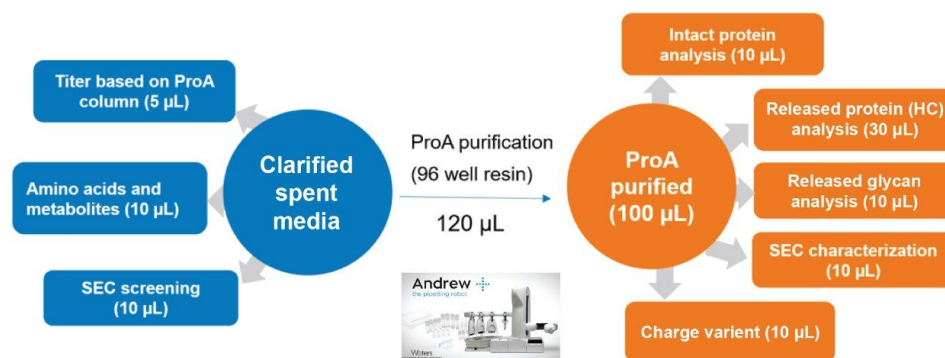 Titer based on ProA
column (5 µL)
Amino acids and
metabolites (10 µL)
SEC screening
(10 µL)
Clarified
spent
media
ProA purification
(96 well resin)
120 µL
Andrew
the pipetting robot
Waters
ProA
purified
(100 µL)
Intact protein
analysis (10 µL)
Released protein (HC)
analysis (30 µL)
Released glycan
analysis (10 µL)
SEC characterization
(10 µL)
Charge varient (10 µL)